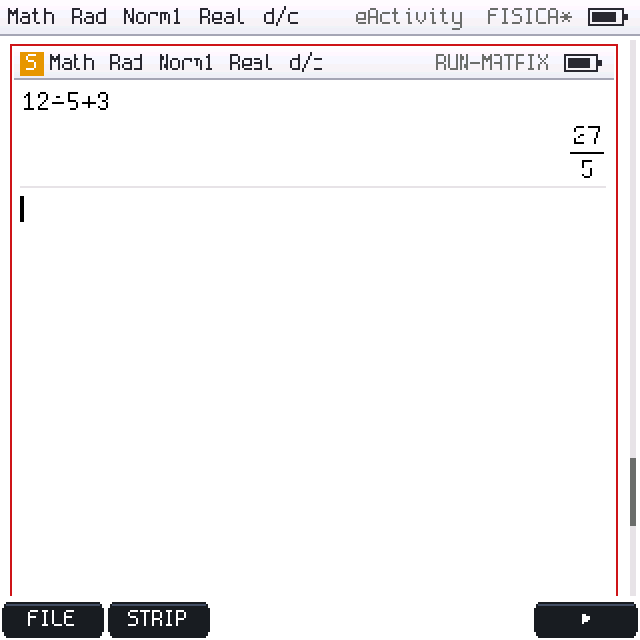 Math Rad Norm1 Real d/c eActivity FISICA*
S Math Rad Norm1 Real d/c RUN-MATFIX
12÷5+3
27
5
FILE STRIP